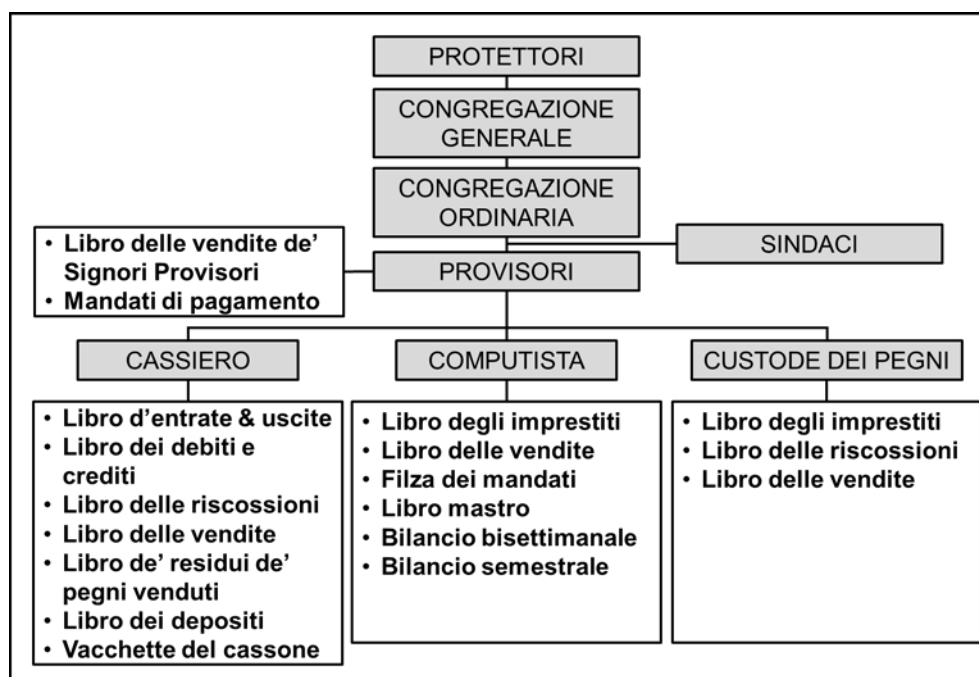 PROTETTORI
CONGREGAZIONE
GENERALE
CONGREGAZIONE
ORDINARIA
• Libro delle vendite de’
Signori Provisori
• Mandati di pagamento
SINDACI
PROVISORI
CASSIERO
• Libro d’entrate & uscite
• Libro dei debiti e
crediti
• Libro delle riscossioni
• Libro delle vendite
• Libro de’ residui de’
pegni venduti
• Libro dei depositi
• Vacchette del cassone
COMPUTISTA
• Libro degli imprestiti
• Libro delle vendite
• Filza dei mandati
• Libro mastro
• Bilancio bisettimanale
• Bilancio semestrale
CUSTODE DEI PEGNI
• Libro degli imprestiti
• Libro delle riscossioni
• Libro delle vendite